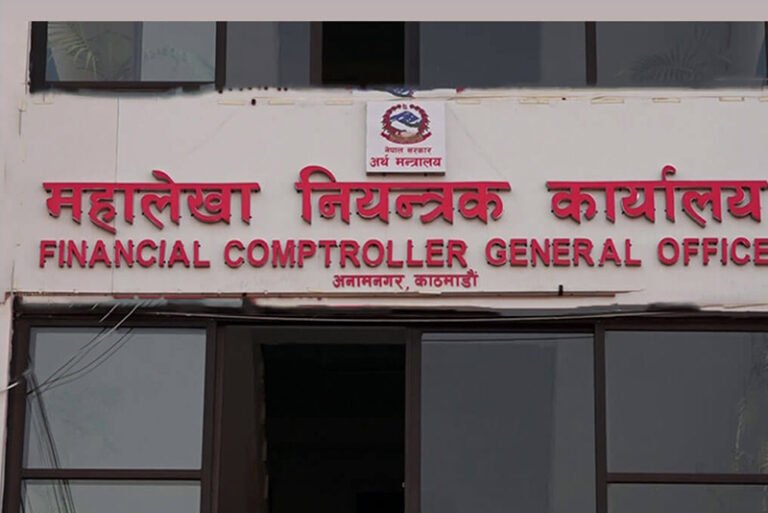 नेपाल सरकार
अर्थ मन्त्रालय
महालेखा नियन्त्रक कार्यालय
FINANCIAL COMPTROLLER GENERAL OFFICE
अनामनगर, काठमाडौं